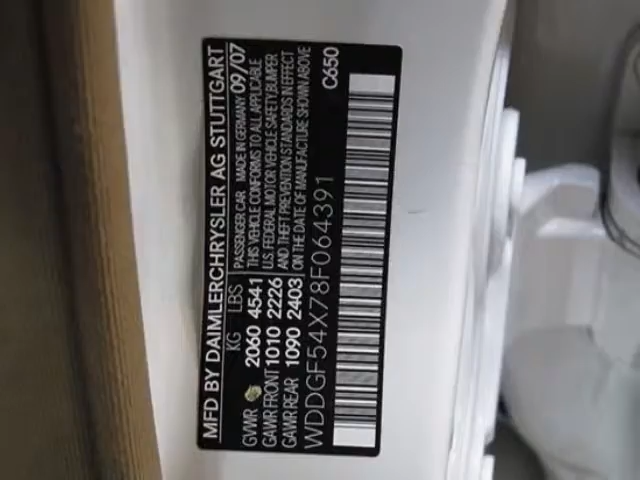 MFD BY DAIMLERCHRYSLER AG STUTTGART
KG LBS PASSENGER CAR MADE IN GERMANY 09/07
GVWR 2060 4541 THIS VEHICLE CONFORMS TO ALL APPLICABLE
GAWR FRONT 1010 2226 U.S. FEDERAL MOTOR VEHICLE SAFETY, BUMPER
GAWR REAR 1090 2403 AND THEFT PREVENTION STANDARDS IN EFFECT
ON THE DATE OF MANUFACTURE SHOWN ABOVE
WDDGF54X78F064391 C650